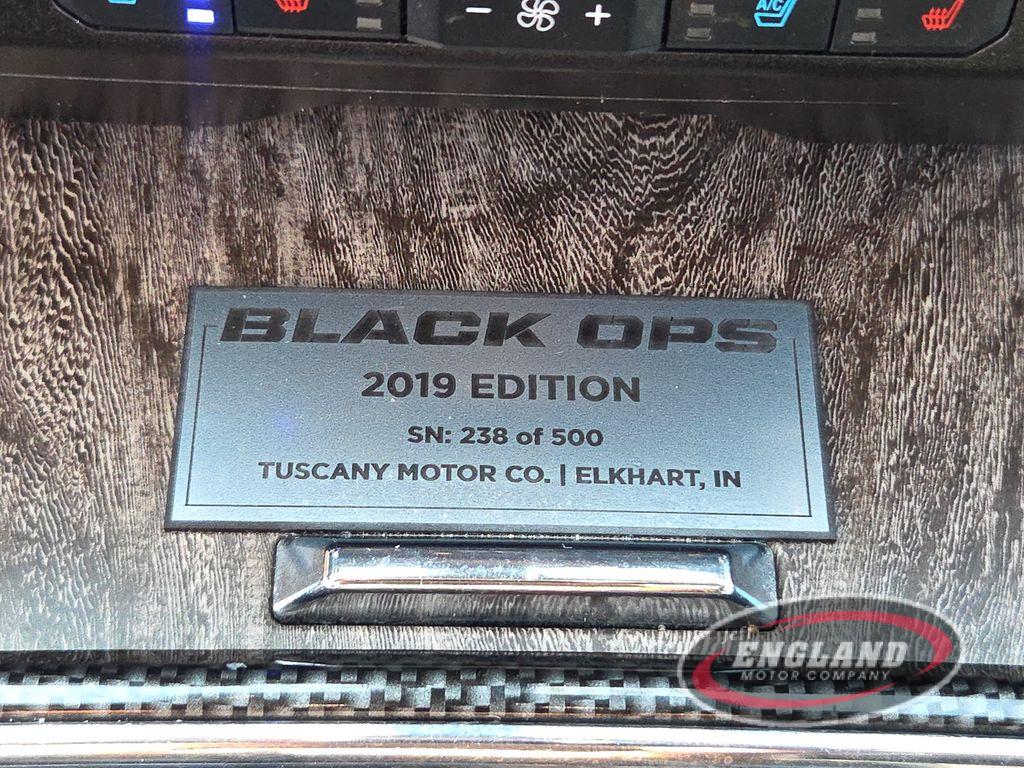 A/C
BLACK OPS
2019 EDITION
SN: 238 of 500
TUSCANY MOTOR CO. | ELKHART, IN
ENGLAND
MOTOR COMPANY